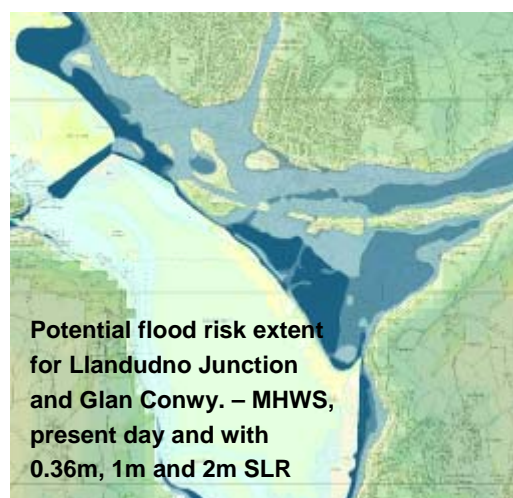 Potential flood risk extent
for Llandudno Junction
and Glan Conwy. – MHWS,
present day and with
0.36m, 1m and 2m SLR